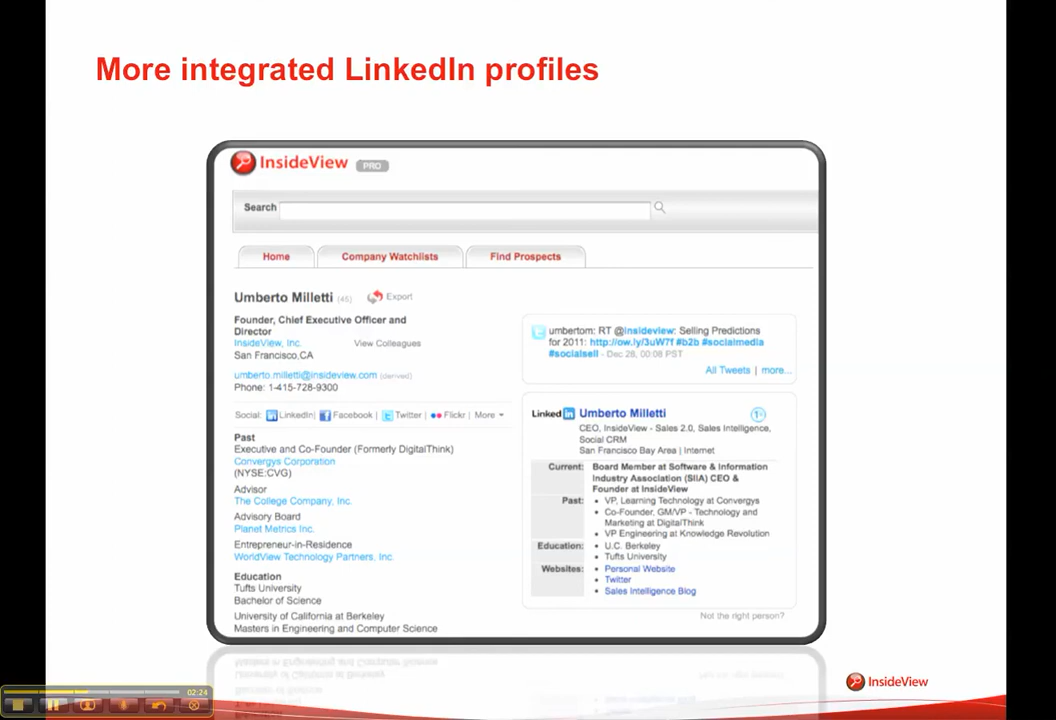 More integrated LinkedIn profiles
InsideView PRO
Search
Home
Company Watchlists
Find Prospects
Umberto Milletti (45) Export
Founder, Chief Executive Officer and
Director
InsideView, Inc. View Colleagues
San Francisco,CA
umberto.milletti@insideview.com (derived)
Phone: 1-415-728-9300
Social: LinkedIn| Facebook | Twitter | Flickr | More
Past
Executive and Co-Founder (Formerly DigitalThink)
Convergys Corporation
(NYSE:CVG)
Advisor
The College Company, Inc.
Advisory Board
Planet Metrics Inc.
Entrepreneur-in-Residence
WorldView Technology Partners, Inc.
Education
Tufts University
Bachelor of Science
University of California at Berkeley
Masters in Engineering and Computer Science
umbertom: RT @insideview: Selling Predictions
for 2011: http://ow.ly/3uW7f #b2b #socialmedia
#socialsell - Dec 28, 00:08 PST
All Tweets | more...
Linked in Umberto Milletti
CEO, InsideView - Sales 2.0, Sales Intelligence,
Social CRM
San Francisco Bay Area | Internet
Current: Board Member at Software & Information
Industry Association (SIIA) CEO &
Founder at InsideView
Past: • VP, Learning Technology at Convergys
• Co-Founder, GM/VP - Technology and
Marketing at DigitalThink
• VP Engineering at Knowledge Revolution
Education: • U.C. Berkeley
• Tufts University
Websites: • Personal Website
• Twitter
• Sales Intelligence Blog
Not the right person?
InsideView
02:24